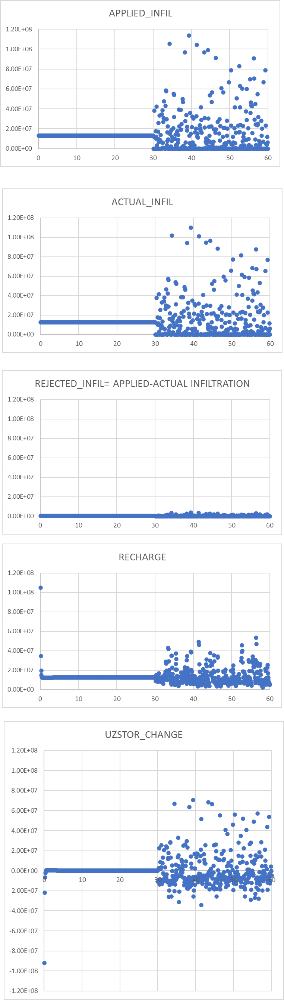 APPLIED_INFIL
1.20E+08
1.00E+08
8.00E+07
6.00E+07
4.00E+07
2.00E+07
0.00E+00
0 10 20 30 40 50 60
ACTUAL_INFIL
1.20E+08
1.00E+08
8.00E+07
6.00E+07
4.00E+07
2.00E+07
0.00E+00
0 10 20 30 40 50 60
REJECTED_INFIL= APPLIED-ACTUAL INFILTRATION
1.20E+08
1.00E+08
8.00E+07
6.00E+07
4.00E+07
2.00E+07
0.00E+00
0 10 20 30 40 50 60
RECHARGE
1.20E+08
1.00E+08
8.00E+07
6.00E+07
4.00E+07
2.00E+07
0.00E+00
0 10 20 30 40 50 60
UZSTOR_CHANGE
1.20E+08
1.00E+08
8.00E+07
6.00E+07
4.00E+07
2.00E+07
0.00E+00
0 10 20 30 40 50 60
-2.00E+07
-4.00E+07
-6.00E+07
-8.00E+07
-1.00E+08
-1.20E+08